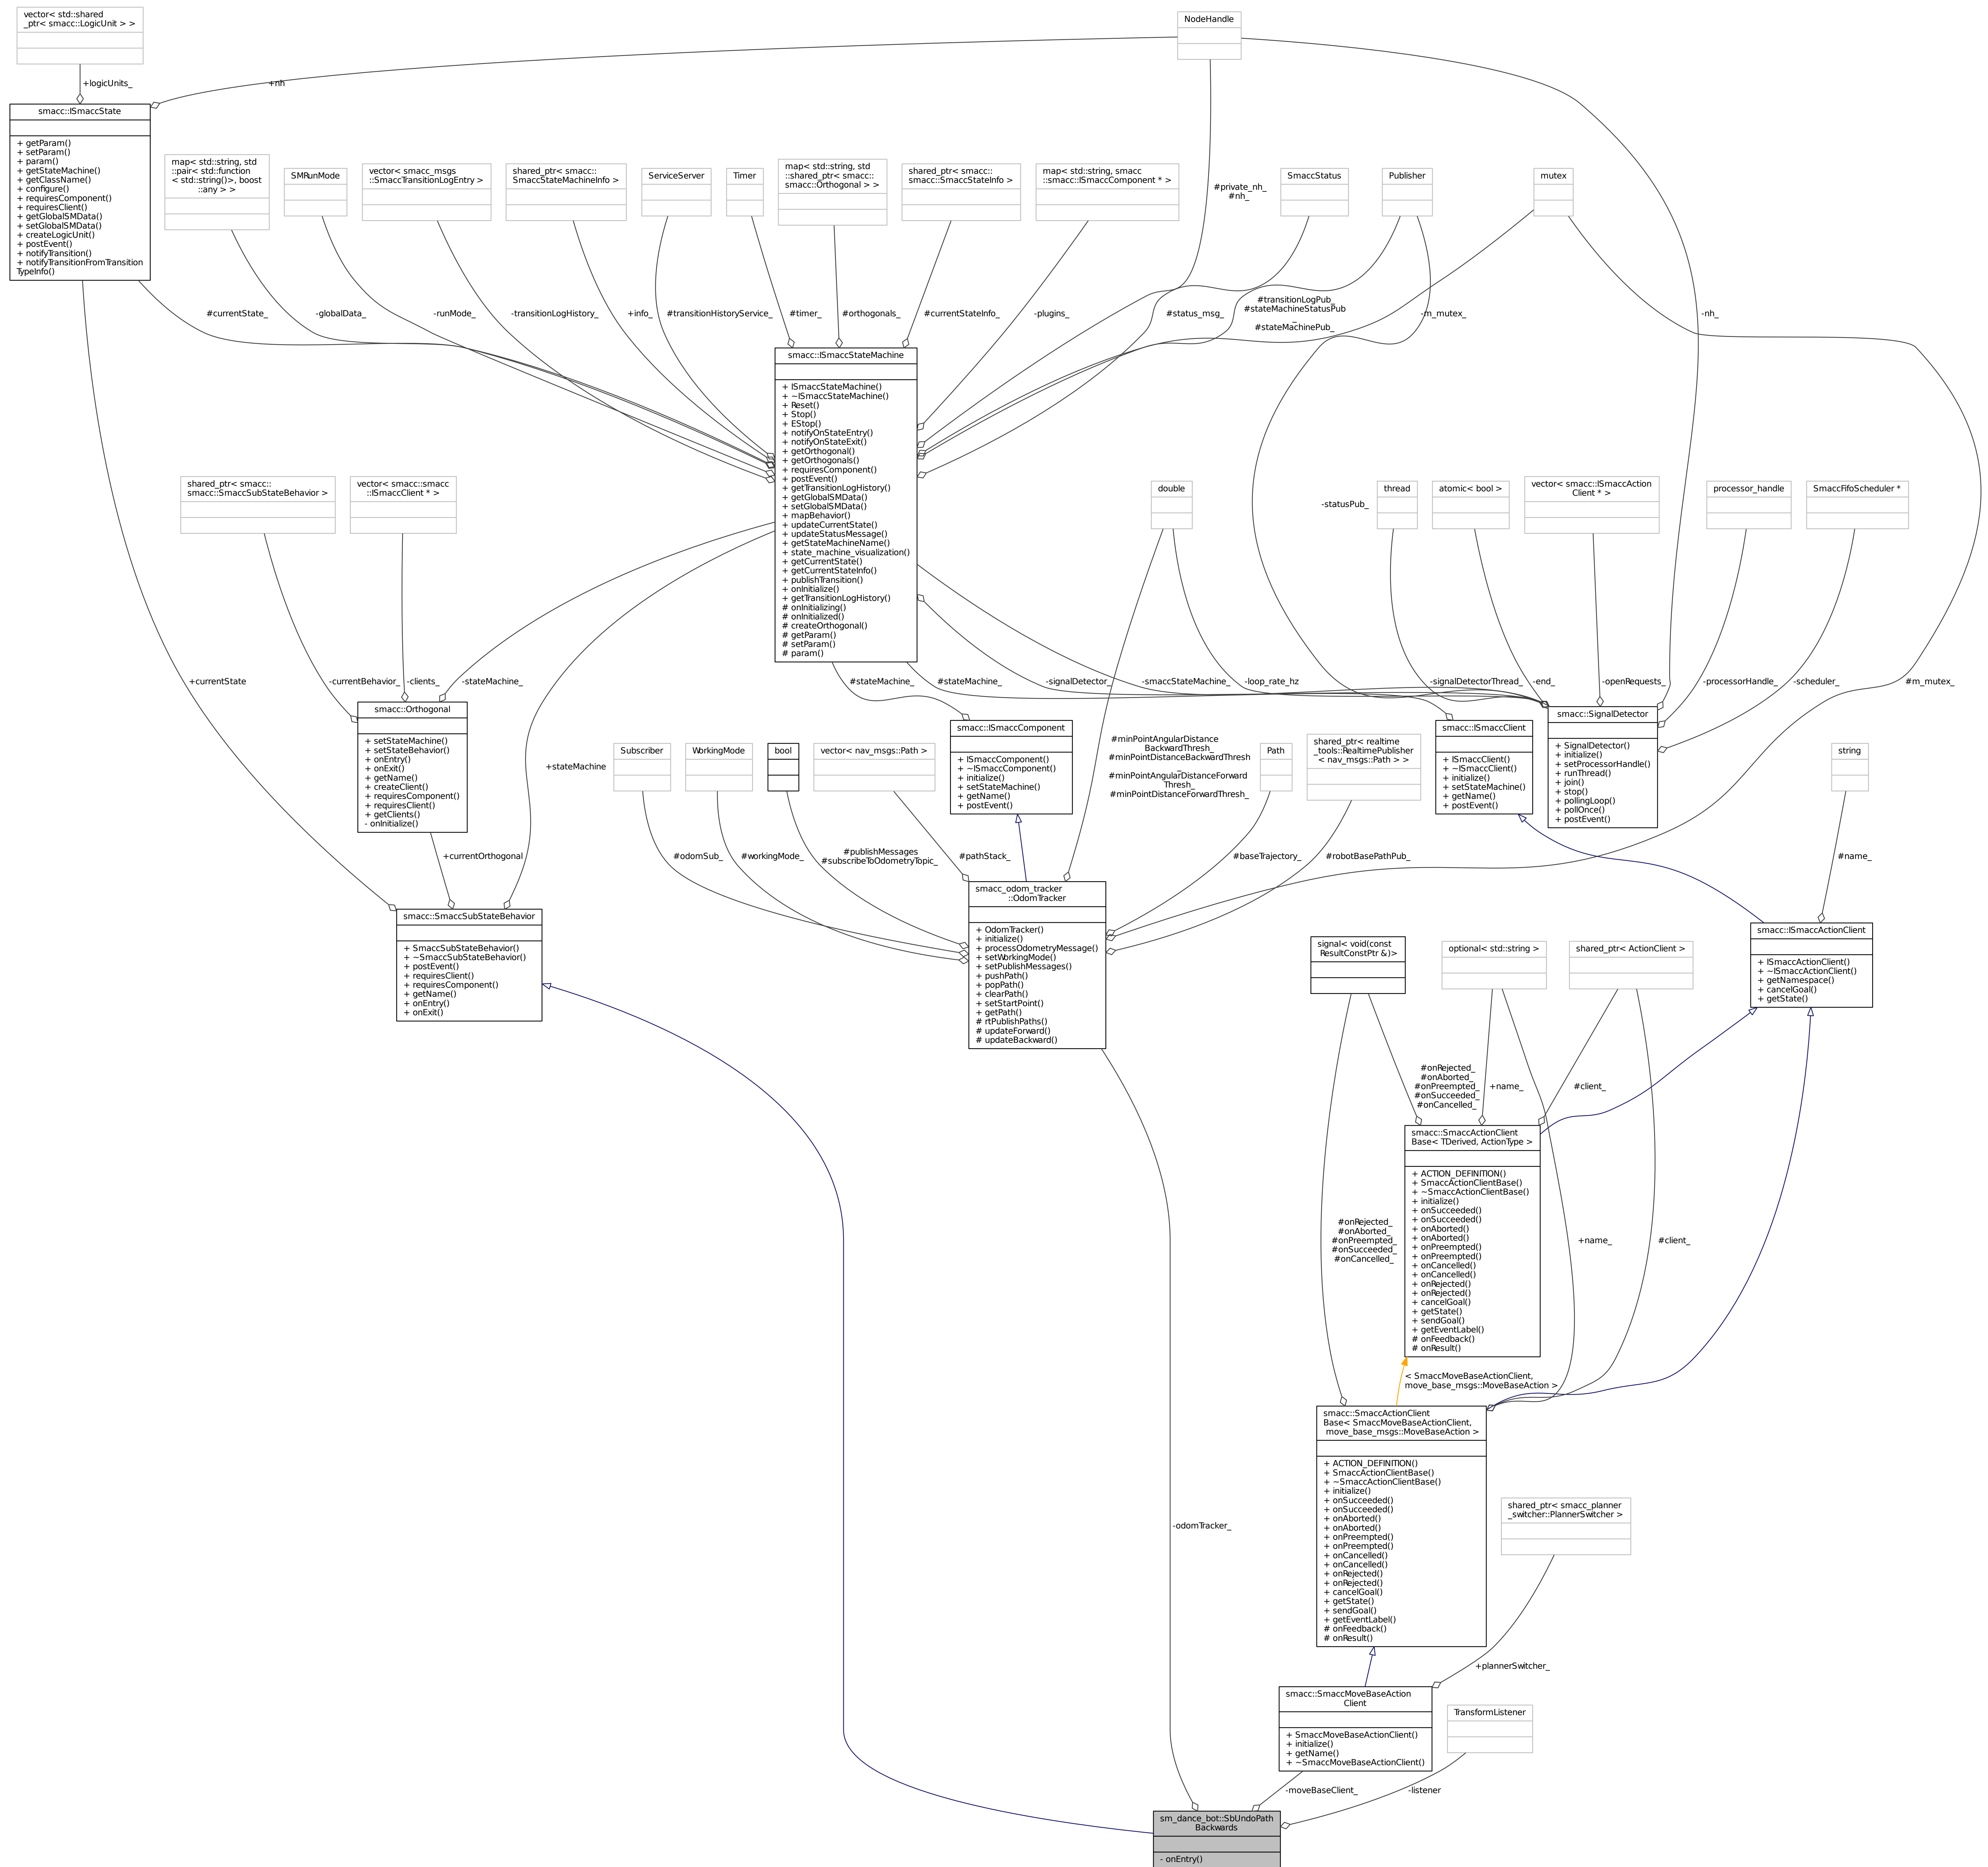 vector< std::shared
_ptr< smacc::LogicUnit > >
NodeHandle
+logicUnits_
+nh
smacc::ISmaccState
+ getParam()
+ setParam()
+ param()
+ getStateMachine()
+ getClassName()
+ configure()
+ requiresComponent()
+ requiresClient()
+ getGlobalSMData()
+ setGlobalSMData()
+ createLogicUnit()
+ postEvent()
+ notifyTransition()
+ notifyTransitionFromTransition
TypeInfo()
map< std::string, std
::pair< std::function
< std::string()>, boost
::any > >
SMRunMode
vector< smacc_msgs
::SmaccTransitionLogEntry >
shared_ptr< smacc::
SmaccStateMachineInfo >
ServiceServer
Timer
map< std::string, std
::shared_ptr< smacc::
smacc::Orthogonal > >
shared_ptr< smacc::
smacc::SmaccStateInfo >
map< std::string, smacc
::smacc::ISmaccComponent * >
#private_nh_
#nh_
SmaccStatus
Publisher
mutex
#currentState_
-globalData_
-runMode_
-transitionLogHistory_
+info_
#transitionHistoryService_
#timer_
#orthogonals_
#currentStateInfo_
-plugins_
#status_msg_
#transitionLogPub_
#stateMachineStatusPub
_
#stateMachinePub_
-m_mutex_
-nh_
smacc::ISmaccStateMachine
+ ISmaccStateMachine()
+ ~ISmaccStateMachine()
+ Reset()
+ Stop()
+ EStop()
+ notifyOnStateEntry()
+ notifyOnStateExit()
+ getOrthogonal()
+ getOrthogonals()
+ requiresComponent()
+ postEvent()
+ getTransitionLogHistory()
+ getGlobalSMData()
+ setGlobalSMData()
+ mapBehavior()
+ updateCurrentState()
+ updateStatusMessage()
+ getStateMachineName()
+ state_machine_visualization()
+ getCurrentState()
+ getCurrentStateInfo()
+ publishTransition()
+ onInitialize()
+ getTransitionLogHistory()
# onInitializing()
# onInitialized()
# createOrthogonal()
# getParam()
# setParam()
# param()
shared_ptr< smacc::
smacc::SmaccSubStateBehavior >
vector< smacc::smacc
::ISmaccClient * >
double
-statusPub_
thread
atomic< bool >
vector< smacc::ISmaccAction
Client * >
processor_handle
SmaccFifoScheduler *
+currentState
-currentBehavior_
-clients_
-stateMachine_
#stateMachine_
#stateMachine_
-signalDetector_
-smaccStateMachine_
-loop_rate_hz
-signalDetectorThread_
-end_
-openRequests_
-processorHandle_
-scheduler_
#m_mutex_
smacc::Orthogonal
+ setStateMachine()
+ setStateBehavior()
+ onEntry()
+ onExit()
+ getName()
+ createClient()
+ requiresComponent()
+ requiresClient()
+ getClients()
- onInitialize()
+stateMachine
Subscriber
WorkingMode
bool
vector< nav_msgs::Path >
smacc::ISmaccComponent
+ ISmaccComponent()
+ ~ISmaccComponent()
+ initialize()
+ setStateMachine()
+ getName()
+ postEvent()
#minPointAngularDistance
BackwardThresh_
#minPointDistanceBackwardThresh
_
#minPointAngularDistanceForward
Thresh_
#minPointDistanceForwardThresh_
Path
shared_ptr< realtime
_tools::RealtimePublisher
< nav_msgs::Path > >
smacc::ISmaccClient
+ ISmaccClient()
+ ~ISmaccClient()
+ initialize()
+ setStateMachine()
+ getName()
+ postEvent()
smacc::SignalDetector
+ SignalDetector()
+ initialize()
+ setProcessorHandle()
+ runThread()
+ join()
+ stop()
+ pollingLoop()
+ pollOnce()
+ postEvent()
string
+currentOrthogonal
#odomSub_
#workingMode_
#publishMessages
#subscribeToOdometryTopic_
#pathStack_
#baseTrajectory_
#robotBasePathPub_
#name_
smacc::SmaccSubStateBehavior
+ SmaccSubStateBehavior()
+ ~SmaccSubStateBehavior()
+ postEvent()
+ requiresClient()
+ requiresComponent()
+ getName()
+ onEntry()
+ onExit()
smacc_odom_tracker
::OdomTracker
+ OdomTracker()
+ initialize()
+ processOdometryMessage()
+ setWorkingMode()
+ setPublishMessages()
+ pushPath()
+ popPath()
+ clearPath()
+ setStartPoint()
+ getPath()
# rtPublishPaths()
# updateForward()
# updateBackward()
signal< void(const
ResultConstPtr &)>
optional< std::string >
shared_ptr< ActionClient >
smacc::ISmaccActionClient
+ ISmaccActionClient()
+ ~ISmaccActionClient()
+ getNamespace()
+ cancelGoal()
+ getState()
#onRejected_
#onAborted_
#onPreempted_
#onSucceeded_
#onCancelled_
+name_
#client_
smacc::SmaccActionClient
Base< TDerived, ActionType >
+ ACTION_DEFINITION()
+ SmaccActionClientBase()
+ ~SmaccActionClientBase()
+ initialize()
+ onSucceeded()
+ onSucceeded()
+ onAborted()
+ onAborted()
+ onPreempted()
+ onPreempted()
+ onCancelled()
+ onCancelled()
+ onRejected()
+ onRejected()
+ cancelGoal()
+ getState()
+ sendGoal()
+ getEventLabel()
# onFeedback()
# onResult()
#onRejected_
#onAborted_
#onPreempted_
#onSucceeded_
#onCancelled_
+name_
#client_
< SmaccMoveBaseActionClient,
move_base_msgs::MoveBaseAction >
smacc::SmaccActionClient
Base< SmaccMoveBaseActionClient,
move_base_msgs::MoveBaseAction >
+ ACTION_DEFINITION()
+ SmaccActionClientBase()
+ ~SmaccActionClientBase()
+ initialize()
+ onSucceeded()
+ onSucceeded()
+ onAborted()
+ onAborted()
+ onPreempted()
+ onPreempted()
+ onCancelled()
+ onCancelled()
+ onRejected()
+ onRejected()
+ cancelGoal()
+ getState()
+ sendGoal()
+ getEventLabel()
# onFeedback()
# onResult()
-odomTracker_
shared_ptr< smacc_planner
_switcher::PlannerSwitcher >
+plannerSwitcher_
smacc::SmaccMoveBaseAction
Client
+ SmaccMoveBaseActionClient()
+ initialize()
+ getName()
+ ~SmaccMoveBaseActionClient()
TransformListener
-moveBaseClient_
-listener
sm_dance_bot::SbUndoPath
Backwards
- onEntry()